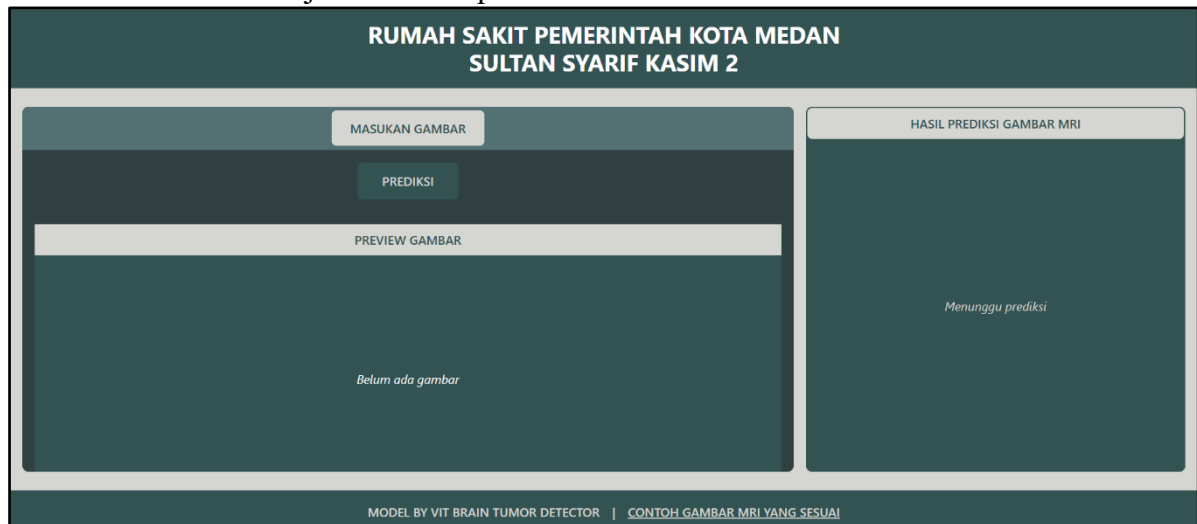 RUMAH SAKIT PEMERINTAH KOTA MEDAN
SULTAN SYARIF KASIM 2
MASUKAN GAMBAR
PREDIKSI
PREVIEW GAMBAR
Belum ada gambar
HASIL PREDIKSI GAMBAR MRI
Menunggu prediksi
MODEL BY VIT BRAIN TUMOR DETECTOR | CONTOH GAMBAR MRI YANG SESUAI